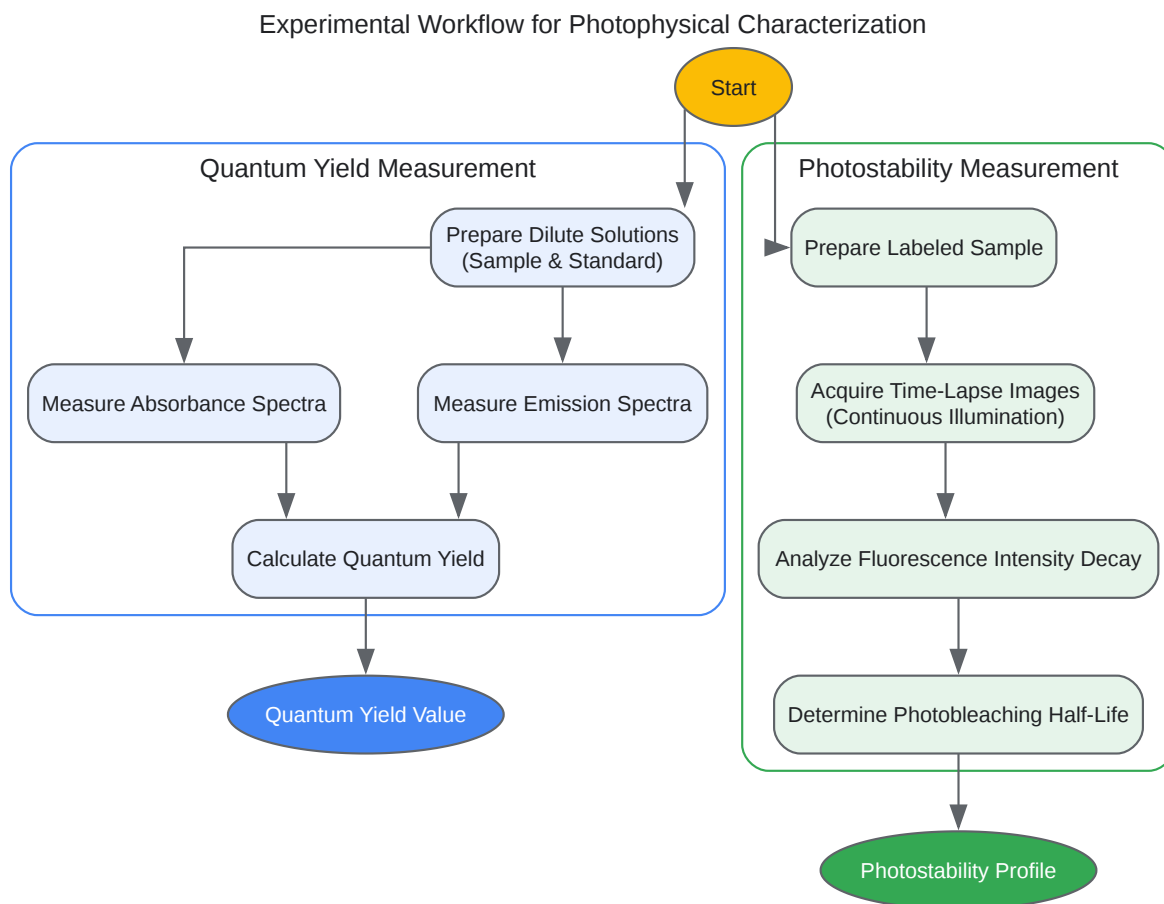 Experimental Workflow for Photophysical Characterization
Start
Quantum Yield Measurement
Prepare Dilute Solutions
(Sample & Standard)
Measure Absorbance Spectra
Measure Emission Spectra
Calculate Quantum Yield
Quantum Yield Value
Photostability Measurement
Prepare Labeled Sample
Acquire Time-Lapse Images
(Continuous Illumination)
Analyze Fluorescence Intensity Decay
Determine Photobleaching Half-Life
Photostability Profile